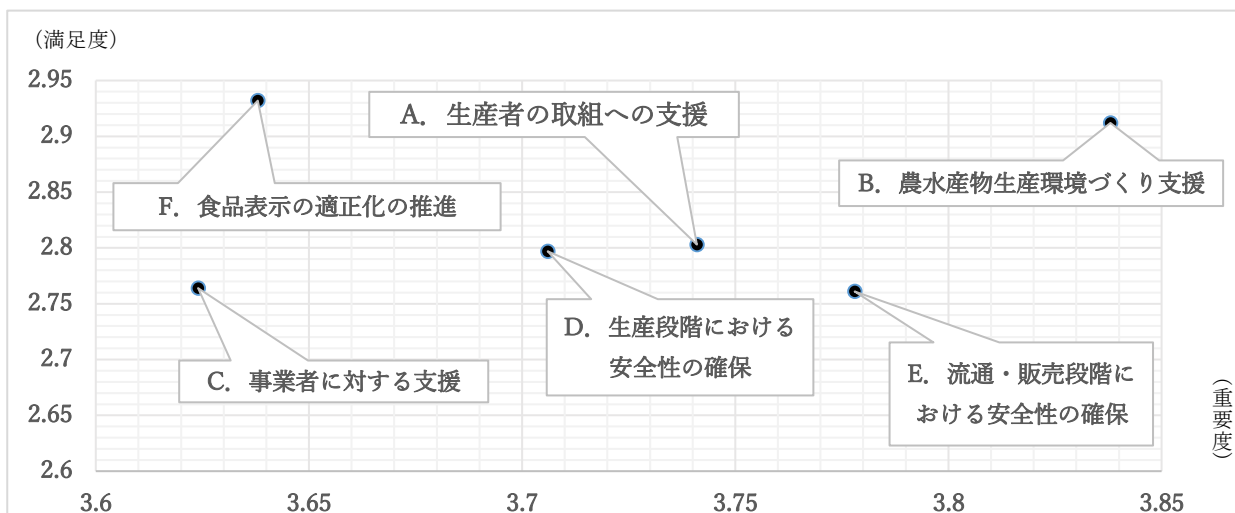 （満足度）
2.95
2.9
2.85
2.8
2.75
2.7
2.65
2.6
A．生産者の取組への支援
B．農水産物生産環境づくり支援
F．食品表示の適正化の推進
D．生産段階における
安全性の確保
C．事業者に対する支援
E．流通・販売段階に
おける安全性の確保
（重要度）
3.6
3.65
3.7
3.75
3.8
3.85